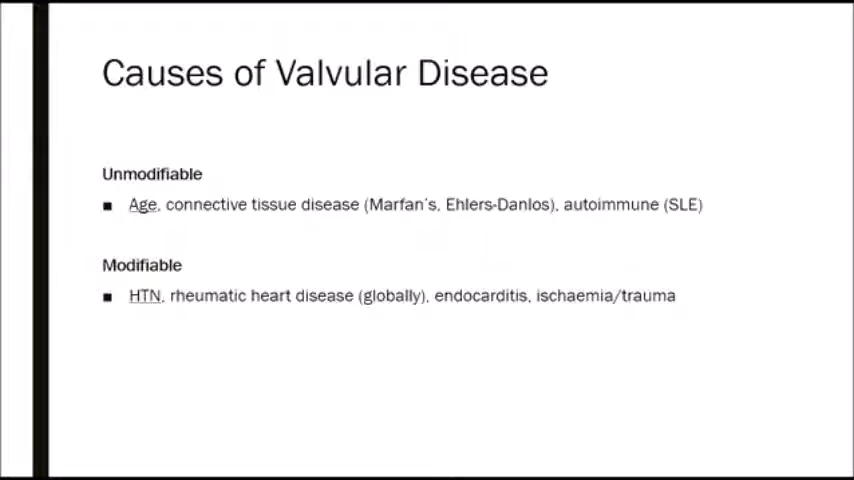 Causes of Valvular Disease
Unmodifiable
■ Age, connective tissue disease (Marfan's, Ehlers-Danlos), autoimmune (SLE)
Modifiable
■ HTN, rheumatic heart disease (globally), endocarditis, ischaemia/trauma